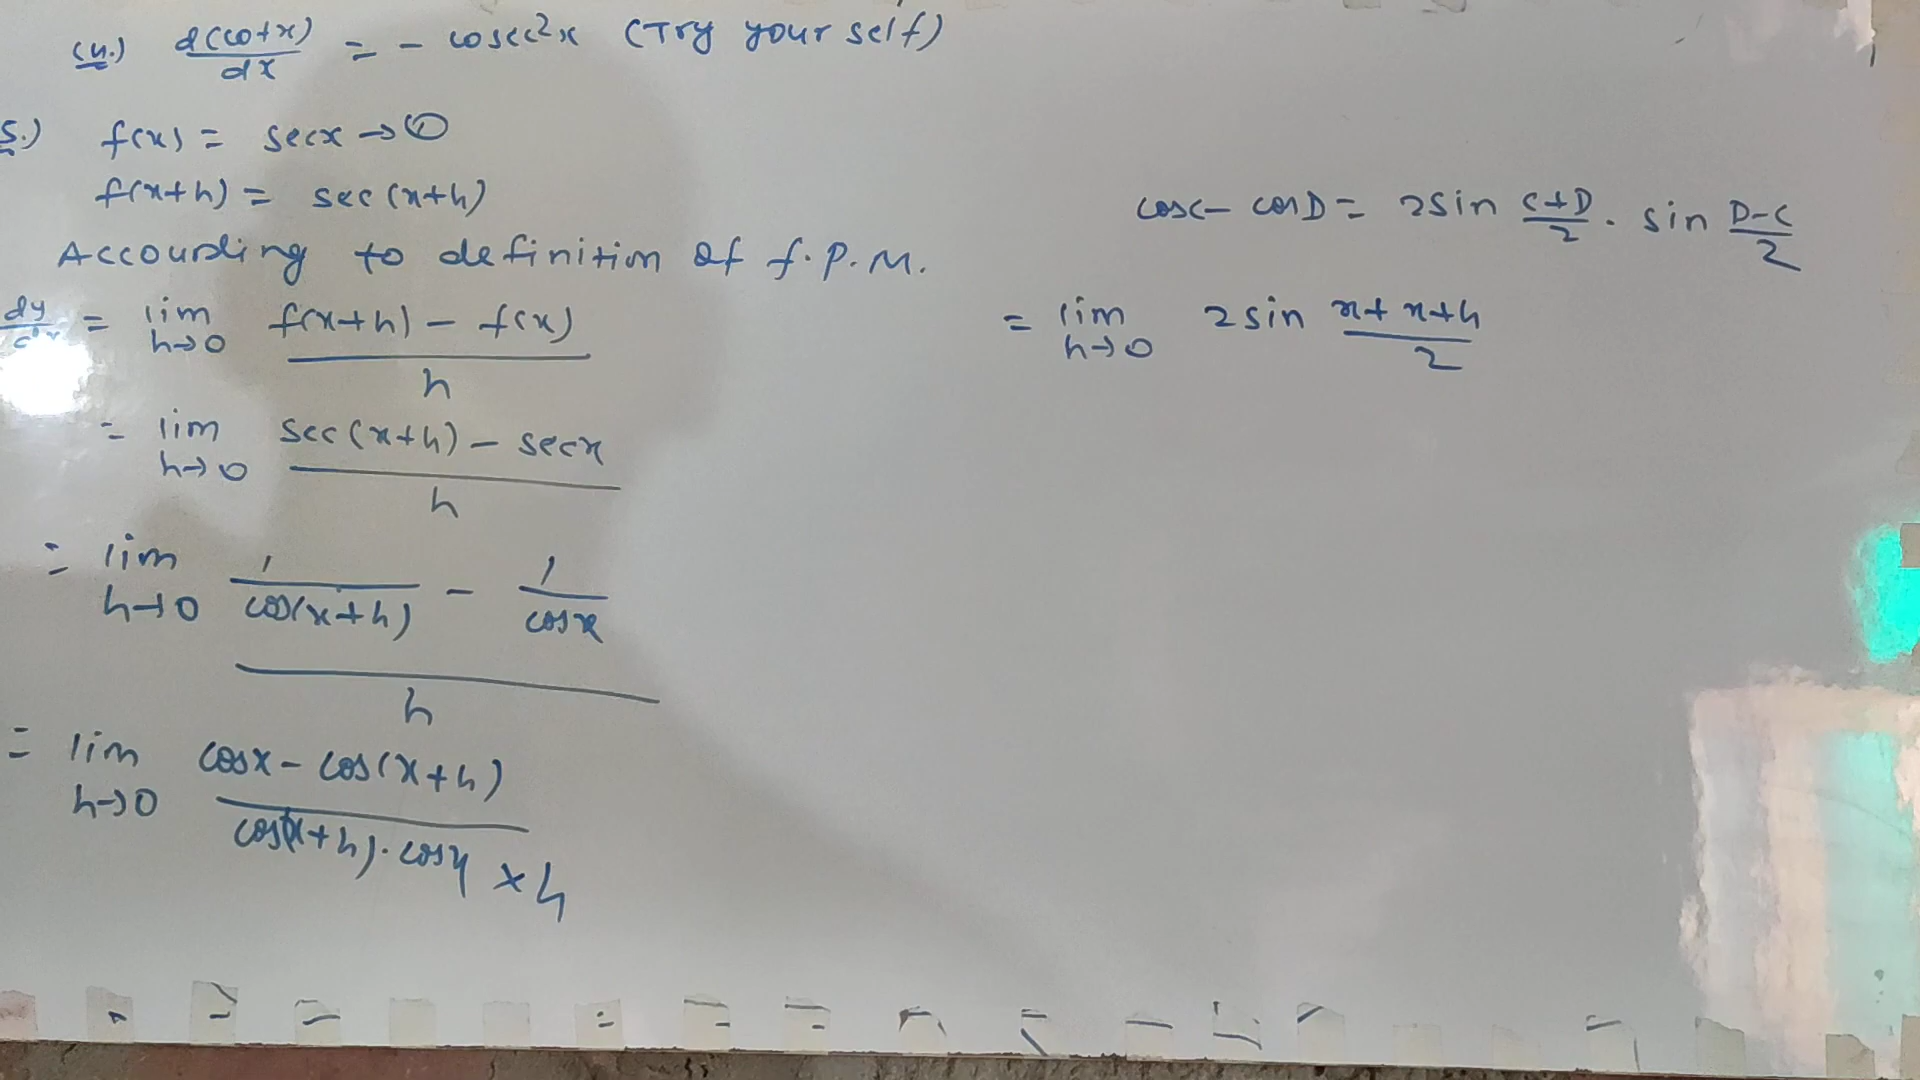 (4.) d(cotx)/dx = - cosec²x (Try your self)
5.) f(x) = secx → ①
f(x+h) = sec(x+h)
According to definition of f.P.M.
dy/dx = lim h→0 f(x+h) - f(x) / h
= lim h→0 sec(x+h) - secx / h
= lim h→0 1/cos(x+h) - 1/cosx / h
= lim h→0 cosx - cos(x+h) / cos(x+h).cosx × h
cosC - cosD = 2sin C+D/2 . sin D-C/2
= lim h→0 2sin x+x+h/2